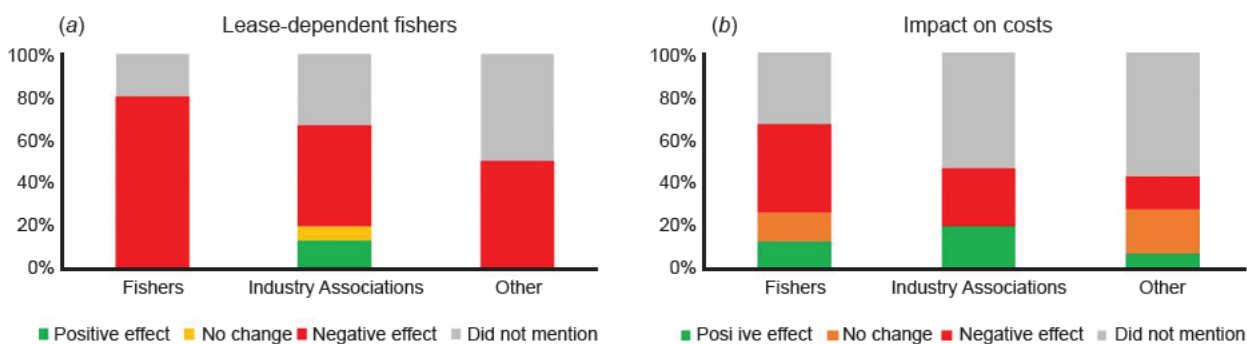 (a) Lease-dependent fishers
100%
80%
60%
40%
20%
0%
Fishers Industry Associations Other
Positive effect No change Negative effect Did not mention
(b) Impact on costs
100%
80%
60%
40%
20%
0%
Fishers Industry Associations Other
Posi ive effect No change Negative effect Did not mention